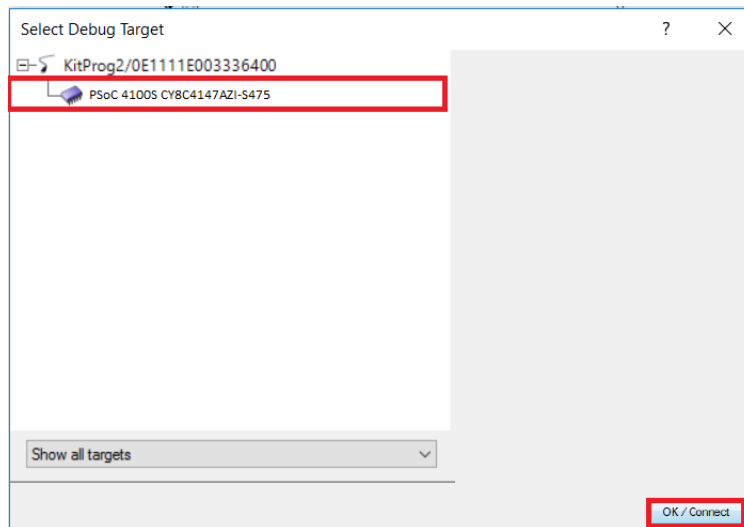 Select Debug Target
KitProg2/0E1111E003336400
PSoC 4100S CY8C4147AZI-S475
Show all targets
OK / Connect